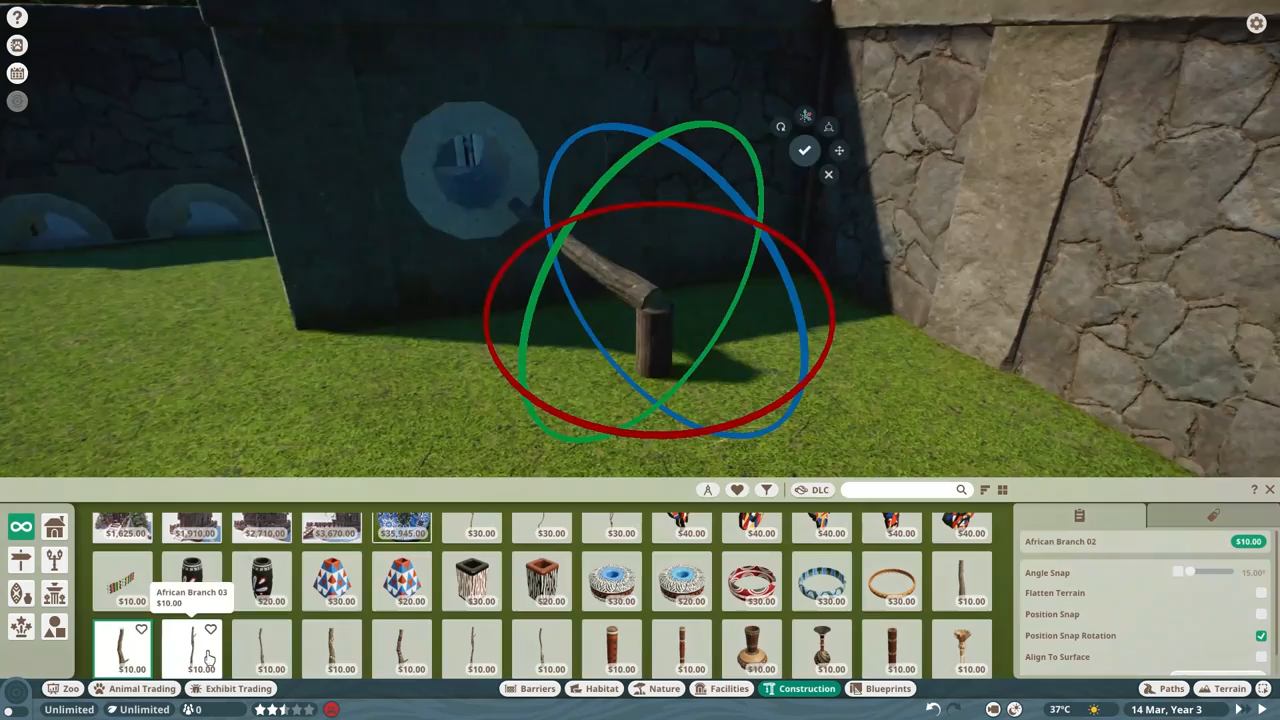 ?
DLC
? ×
$1,625.00 $1,910.00 $2,710.00 $3,670.00 $35,945.00 $30.00 $30.00 $30.00 $40.00 $40.00 $40.00 $40.00 $40.00
African Branch 02 $10.00
Angle Snap 15.00°
$10.00 $20.00 $30.00 $20.00 $30.00 $20.00 $30.00 $20.00 $30.00 $20.00 $30.00 $10.00
African Branch 03
$10.00
Flatten Terrain
Position Snap
Position Snap Rotation
Align To Surface
$10.00 $10.00 $10.00 $10.00 $10.00 $10.00 $10.00 $10.00 $10.00 $20.00 $20.00 $10.00 $10.00
Zoo Animal Trading Exhibit Trading Barriers Habitat Nature Facilities Construction Blueprints Paths Terrain
Unlimited Unlimited 0 37°C 14 Mar, Year 3